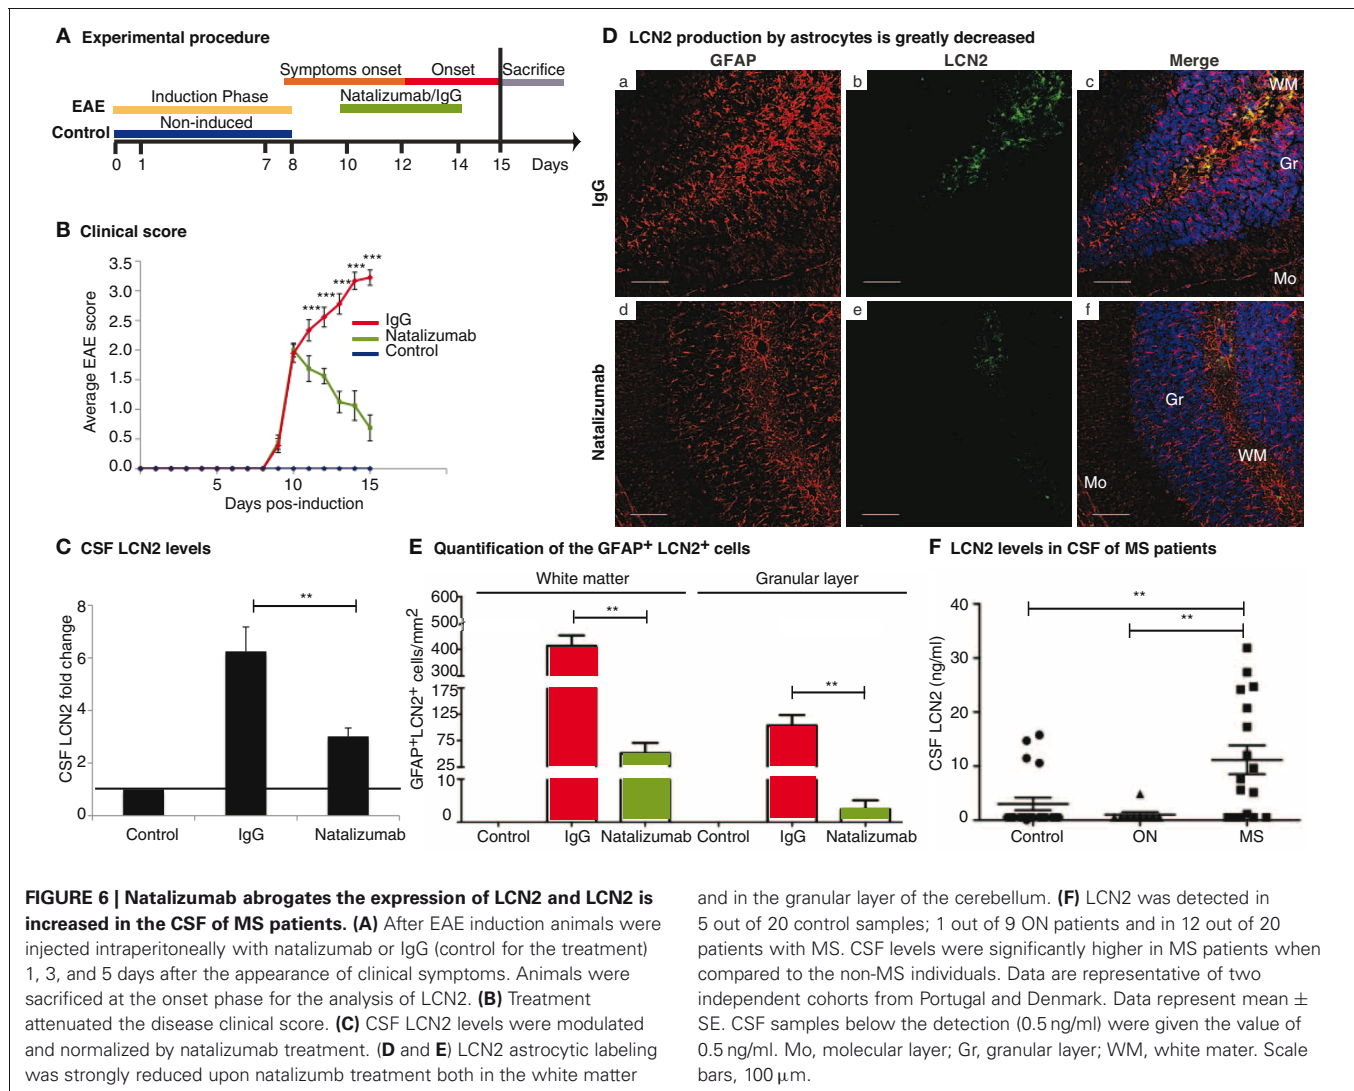 A Experimental procedure
Symptoms onset Onset Sacrifice
Induction Phase Natalizumab/IgG
EAE
Non-induced
Control
0 1 7 8 10 12 14 15 Days
B Clinical score
3.5
3.0
2.5
2.0
1.5
1.0
0.5
0.0
Average EAE score
*** *** *** *** ***
IgG
Natalizumab
Control
5 10 15
Days pos-induction
C CSF LCN2 levels
8
6
4
2
0
CSF LCN2 fold change
**
Control IgG Natalizumab
D LCN2 production by astrocytes is greatly decreased
GFAP LCN2 Merge
IgG
a b c
WM
Gr
Mo
Natalizumab
d e f
Gr
WM
Mo
E Quantification of the GFAP+ LCN2+ cells
White matter Granular layer
600
500
400
300
175
125
75
25
10
0
GFAP+LCN2+ cells/mm2
** **
Control IgG Natalizumab Control IgG Natalizumab
F LCN2 levels in CSF of MS patients
40
30
20
10
0
CSF LCN2 (ng/ml)
**
**
Control ON MS
FIGURE 6 | Natalizumab abrogates the expression of LCN2 and LCN2 is
increased in the CSF of MS patients. (A) After EAE induction animals were
injected intraperitoneally with natalizumab or IgG (control for the treatment)
1, 3, and 5 days after the appearance of clinical symptoms. Animals were
sacrificed at the onset phase for the analysis of LCN2. (B) Treatment
attenuated the disease clinical score. (C) CSF LCN2 levels were modulated
and normalized by natalizumab treatment. (D and E) LCN2 astrocytic labeling
was strongly reduced upon natalizumb treatment both in the white matter
and in the granular layer of the cerebellum. (F) LCN2 was detected in
5 out of 20 control samples; 1 out of 9 ON patients and in 12 out of 20
patients with MS. CSF levels were significantly higher in MS patients when
compared to the non-MS individuals. Data are representative of two
independent cohorts from Portugal and Denmark. Data represent mean ±
SE. CSF samples below the detection (0.5 ng/ml) were given the value of
0.5 ng/ml. Mo, molecular layer; Gr, granular layer; WM, white mater. Scale
bars, 100 μm.